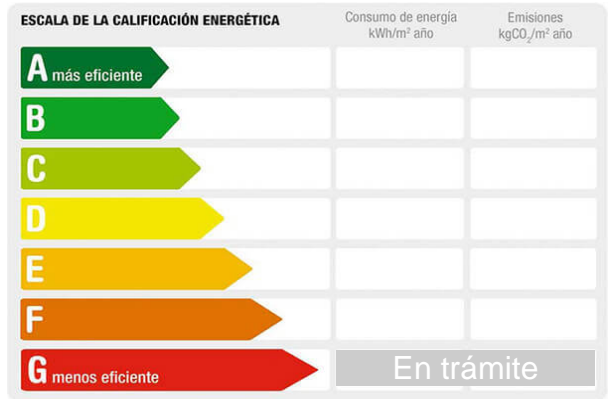 ESCALA DE LA CALIFICACIÓN ENERGÉTICA
Consumo de energía
kWh/m² año
Emisiones
kgCO₂/m² año
A más eficiente
B
C
D
E
F
G menos eficiente
En trámite